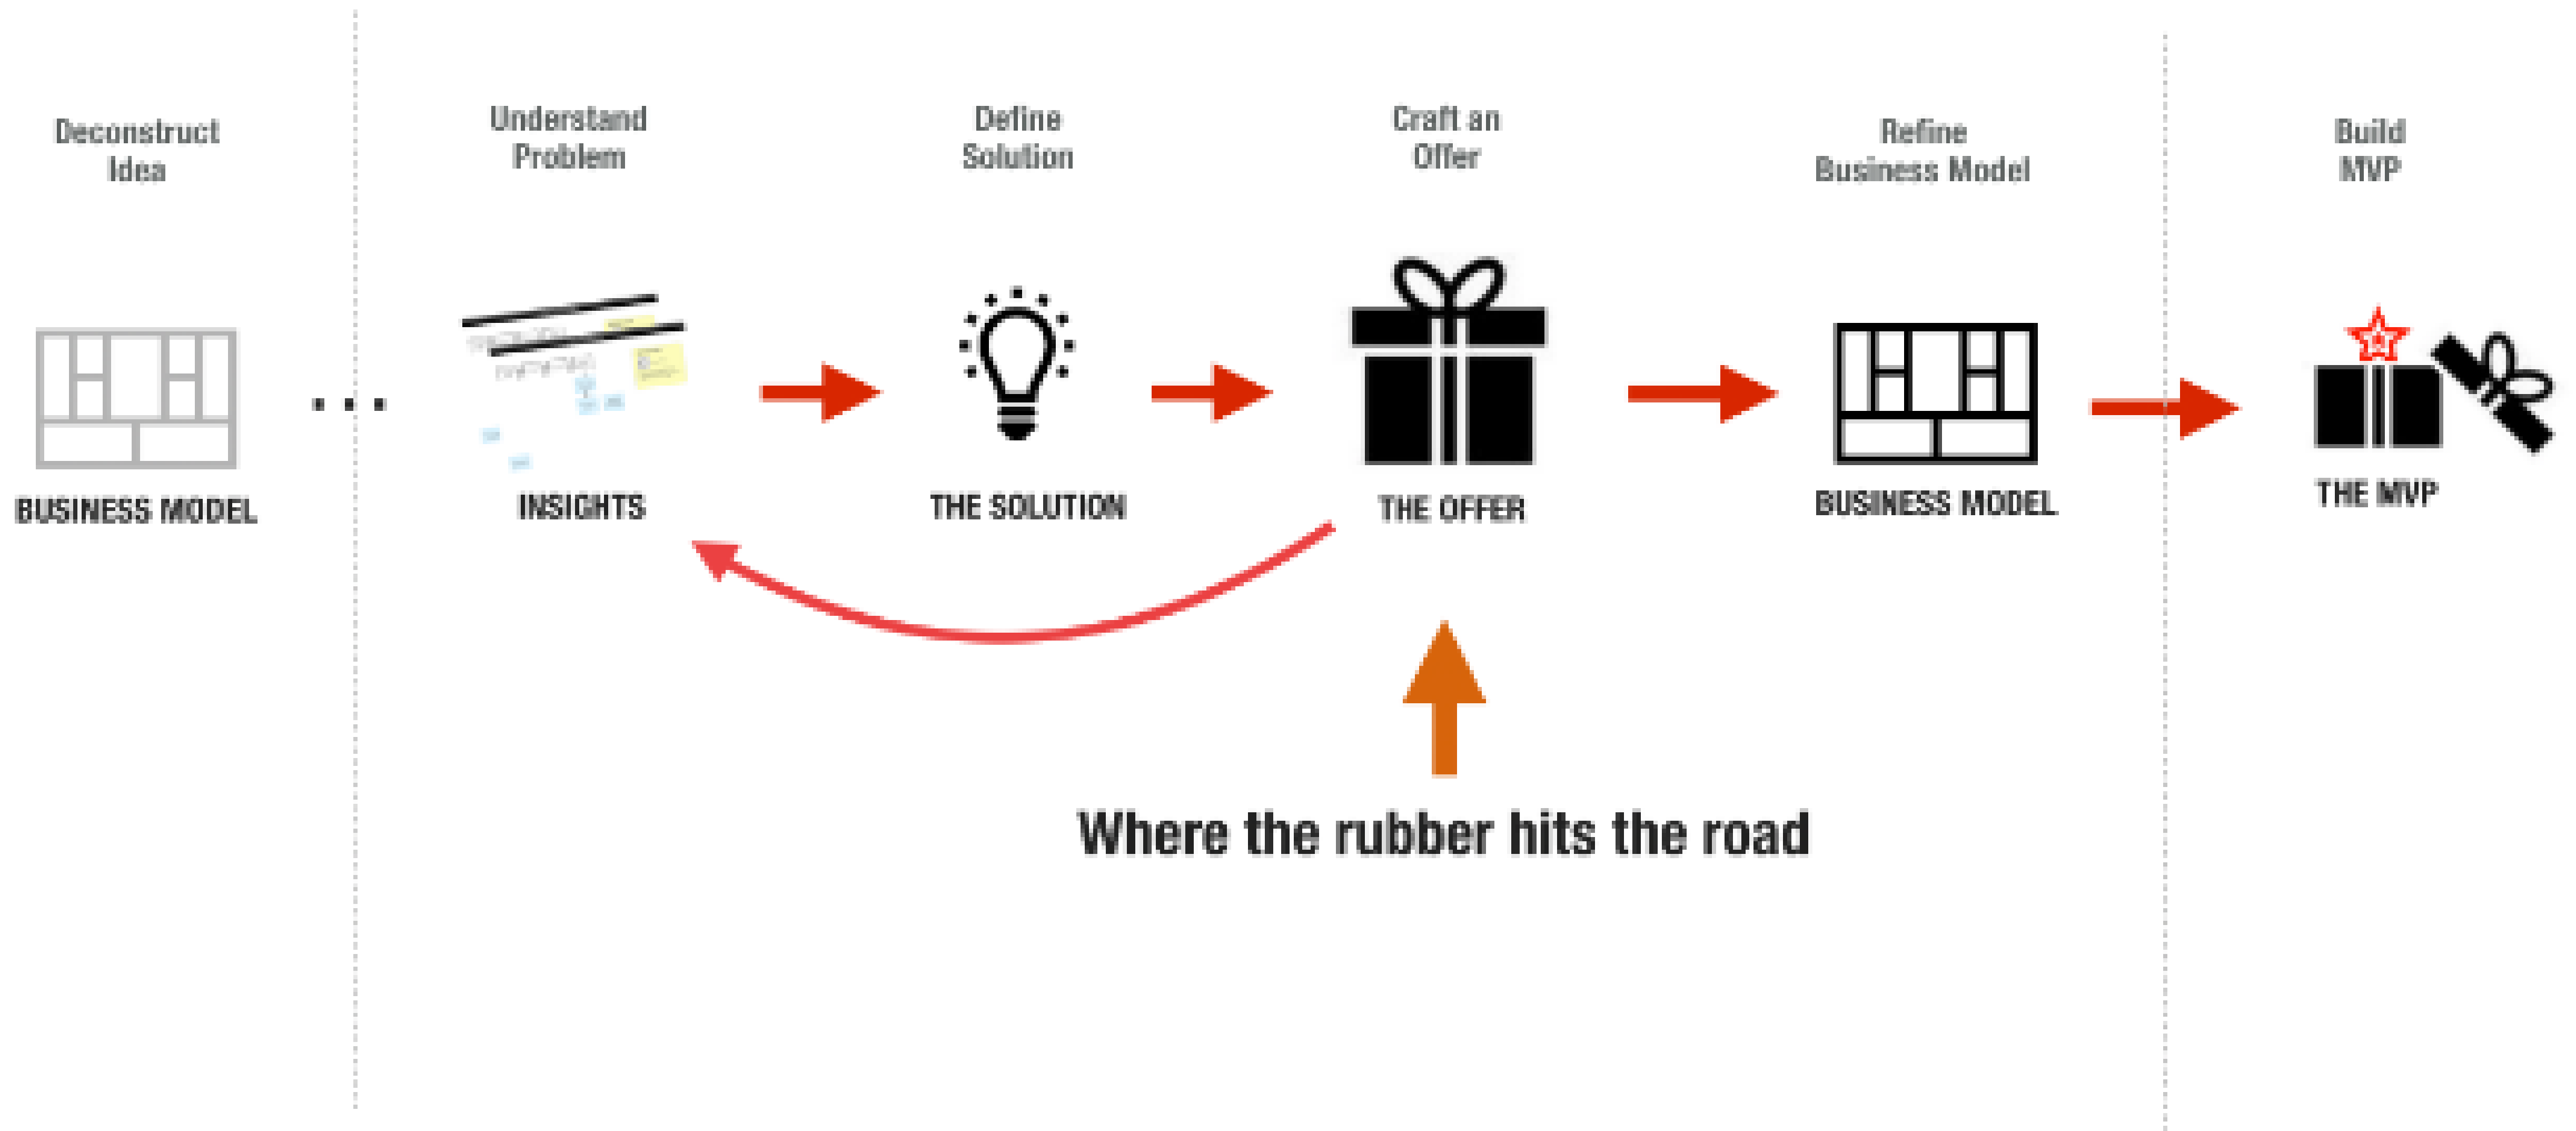 Deconstruct
Idea
Understand
Problem
Define
Solution
Craft an
Offer
Refine
Business Model
Build
MVP
BUSINESS MODEL
INSIGHTS
THE SOLUTION
THE OFFER
BUSINESS MODEL
THE MVP
Where the rubber hits the road